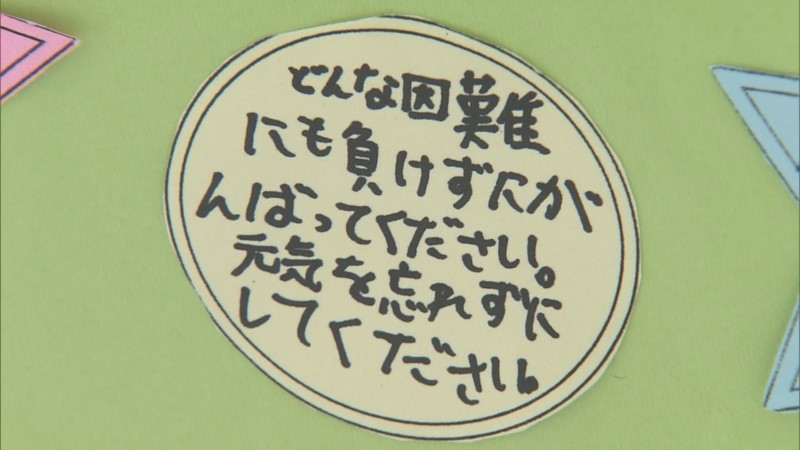 どんな因難
にも負けずにが
んばってください。
元気を忘れずに
してください。